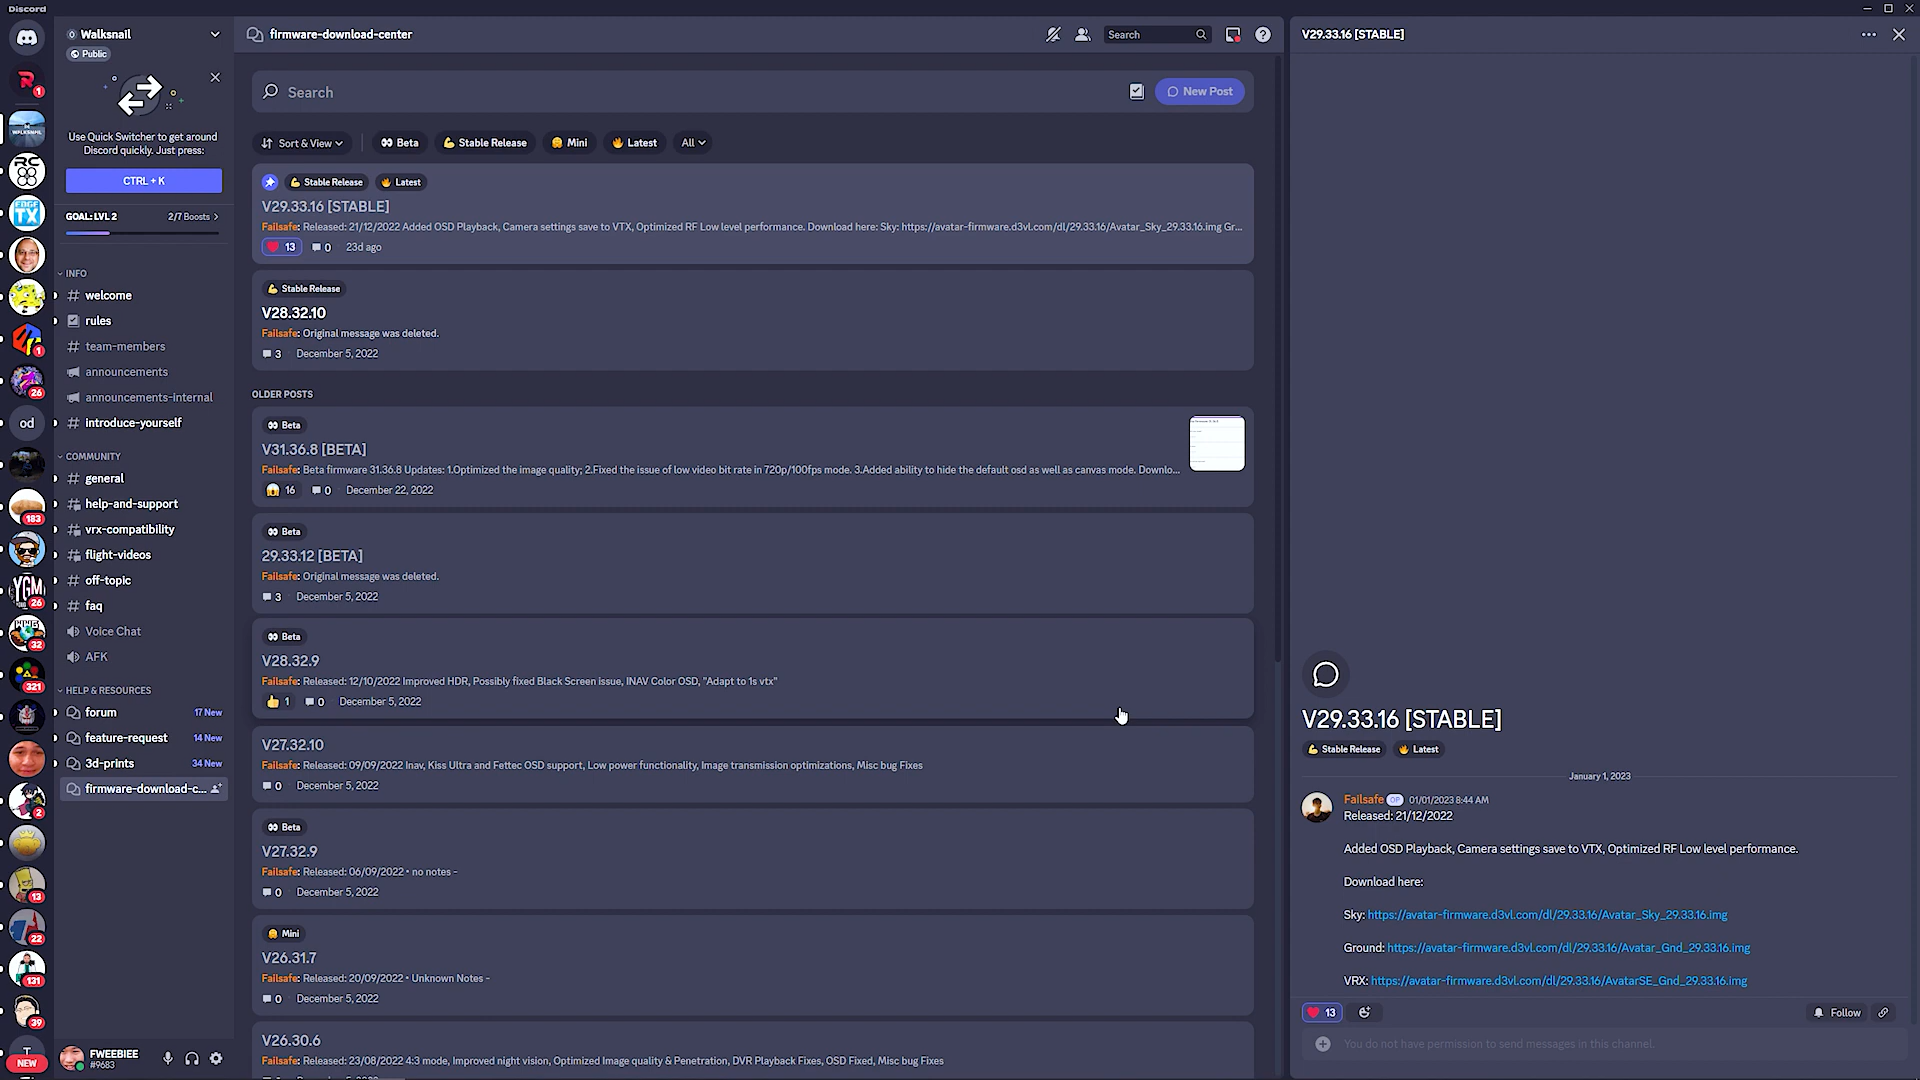 Discord
Walksnail
Public
Use Quick Switcher to get around
Discord quickly. Just press:
CTRL + K
GOAL: LVL 2
2/7 Boosts
INFO
welcome
rules
team-members
announcements
announcements-internal
introduce-yourself
COMMUNITY
general
help-and-support
vrx-compatibility
flight-videos
off-topic
faq
Voice Chat
AFK
HELP & RESOURCES
forum
17 New
feature-request
14 New
3d-prints
34 New
firmware-download-c...
FWEEBIEE
#9683
1
RC
EDGE
TX
1
26
od
183
YGM
26
32
321
2
13
22
131
39
T
NEW
firmware-download-center
Search
Search
New Post
Sort & View
Beta
Stable Release
Mini
Latest
All
Stable Release
Latest
V29.33.16 [STABLE]
Failsafe: Released: 21/12/2022 Added OSD Playback, Camera settings save to VTX, Optimized RF Low level performance. Download here: Sky: https://avatar-firmware.d3vl.com/dl/29.33.16/Avatar_Sky_29.33.16.img Gr...
13
0
23d ago
Stable Release
V28.32.10
Failsafe: Original message was deleted.
3
December 5, 2022
OLDER POSTS
Beta
V31.36.8 [BETA]
Failsafe: Beta firmware 31.36.8 Updates: 1.Optimized the image quality; 2.Fixed the issue of low video bit rate in 720p/100fps mode. 3.Added ability to hide the default osd as well as canvas mode. Downlo...
16
0
December 22, 2022
Beta
29.33.12 [BETA]
Failsafe: Original message was deleted.
3
December 5, 2022
Beta
V28.32.9
Failsafe: Released: 12/10/2022 Improved HDR, Possibly fixed Black Screen issue, INAV Color OSD, "Adapt to 1s vtx"
1
0
December 5, 2022
V27.32.10
Failsafe: Released: 09/09/2022 Inav, Kiss Ultra and Fettec OSD support, Low power functionality, Image transmission optimizations, Misc bug Fixes
0
December 5, 2022
Beta
V27.32.9
Failsafe: Released: 06/09/2022 • no notes -
0
December 5, 2022
Mini
V26.31.7
Failsafe: Released: 20/09/2022 • Unknown Notes -
0
December 5, 2022
V26.30.6
Failsafe: Released: 23/08/2022 4:3 mode, Improved night vision, Optimized Image quality & Penetration, DVR Playback Fixes, OSD Fixed, Misc bug Fixes
V29.33.16 [STABLE]
V29.33.16 [STABLE]
Stable Release
Latest
January 1, 2023
Failsafe OP 01/01/2023 8:44 AM
Released: 21/12/2022
Added OSD Playback, Camera settings save to VTX, Optimized RF Low level performance.
Download here:
Sky: https://avatar-firmware.d3vl.com/dl/29.33.16/Avatar_Sky_29.33.16.img
Ground: https://avatar-firmware.d3vl.com/dl/29.33.16/Avatar_Gnd_29.33.16.img
VRX: https://avatar-firmware.d3vl.com/dl/29.33.16/AvatarSE_Gnd_29.33.16.img
13
Follow
You do not have permission to send messages in this channel.